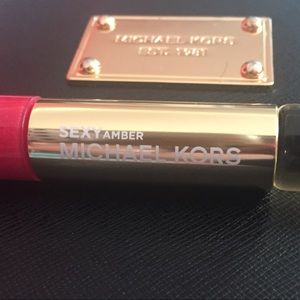 MICHAEL KORS
EST. 1981
SEXY AMBER
MICHAEL KORS